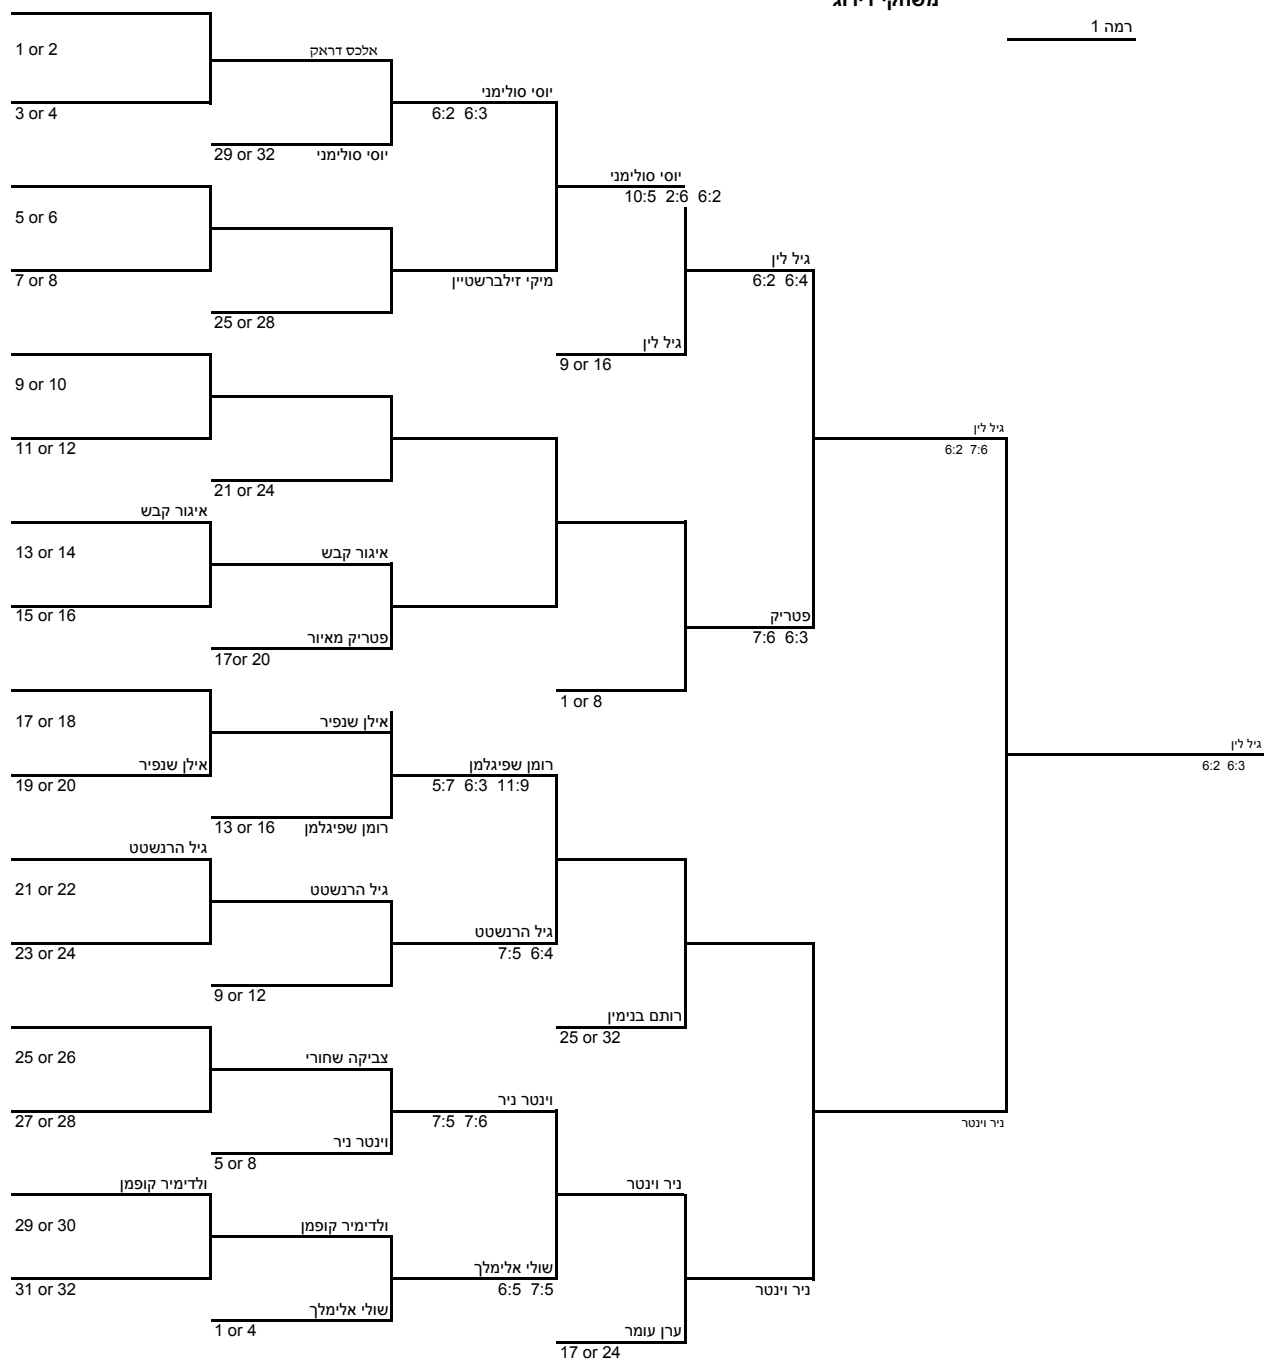 רמה 1
1 or 2
אלכס דראק
יוסי סולימני
3 or 4
6:2 6:3
29 or 32 יוסי סולימני
יוסי סולימני
10:5 2:6 6:2
5 or 6
גיל לין
7 or 8
מיקי זילברשטיין
6:2 6:4
25 or 28
גיל לין
9 or 16
9 or 10
גיל לין
11 or 12
6:2 7:6
21 or 24
איגור קבש
13 or 14
איגור קבש
15 or 16
פטריק
פטריק מאיור
7:6 6:3
17or 20
1 or 8
17 or 18
אילן שנפיר
גיל לין
אילן שנפיר
רומן שפיגלמן
6:2 6:3
19 or 20
5:7 6:3 11:9
13 or 16 רומן שפיגלמן
גיל הרנשטט
21 or 22
גיל הרנשטט
גיל הרנשטט
23 or 24
7:5 6:4
9 or 12
רותם בנימין
25 or 32
25 or 26
צביקה שחורי
וינטר ניר
27 or 28
7:5 7:6
ניר וינטר
וינטר ניר
5 or 8
ולדימיר קופמן
ניר וינטר
29 or 30
ולדימיר קופמן
שולי אלימלך
31 or 32
6:5 7:5
ניר וינטר
שולי אלימלך
1 or 4
ערן עומר
17 or 24